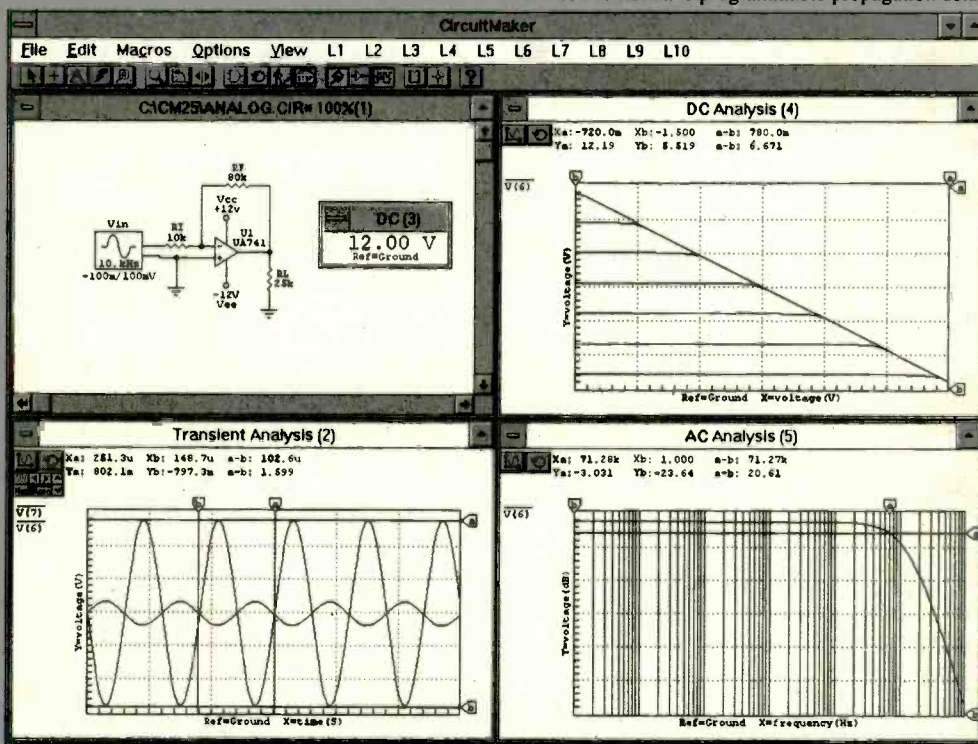 programmable propagation
CircuitMaker
File Edit Macros Options View L1 L2 L3 L4 L5 L6 L7 L8 L9 L10
C:\CM25\ANALOG.CIR= 100%(1)
RF
80k
Vcc
+12v
Vin
RI
10k
U1
UA741
10. kHz
-100m/100mV
-12V
Vee
RL
25k
DC (3)
12.00 V
Ref=Ground
DC Analysis (4)
Xa:-720.0m Xb:-1.500 a-b: 780.0m
Ya: 12.19 Yb: 5.519 a-b: 6.671
V(6)
b
a
a
b
Y=voltage(V)
Ref=Ground X=voltage(V)
Transient Analysis (2)
Xa: 251.3u Xb: 148.7u a-b: 102.6u
Ya: 802.1m Yb:-797.3m a-b: 1.599
V(7)
V(6)
b
a
a
b
Y=voltage(V)
Ref=Ground X=time(S)
AC Analysis (5)
Xa: 71.28k Xb: 1.000 a-b: 71.27k
Ya:-3.031 Yb:-23.64 a-b: 20.61
V(6)
b
a
a
b
Y=voltage(dB)
Ref=Ground X=frequency(Hz)